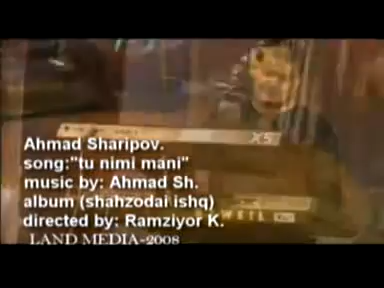 X5
Ahmad Sharipov.
song:"tu nimi mani"
music by: Ahmad Sh.
album (shahzodai ishq)
directed by: Ramziyor K.
LAND MEDIA-2008